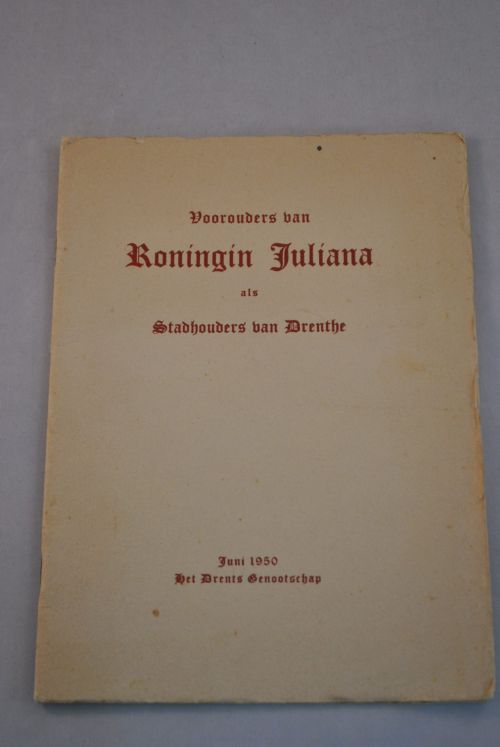 Voorouders van
Koningin Juliana
als
Stadhouders van Drenthe
Juni 1950
Het Drents Genootschap